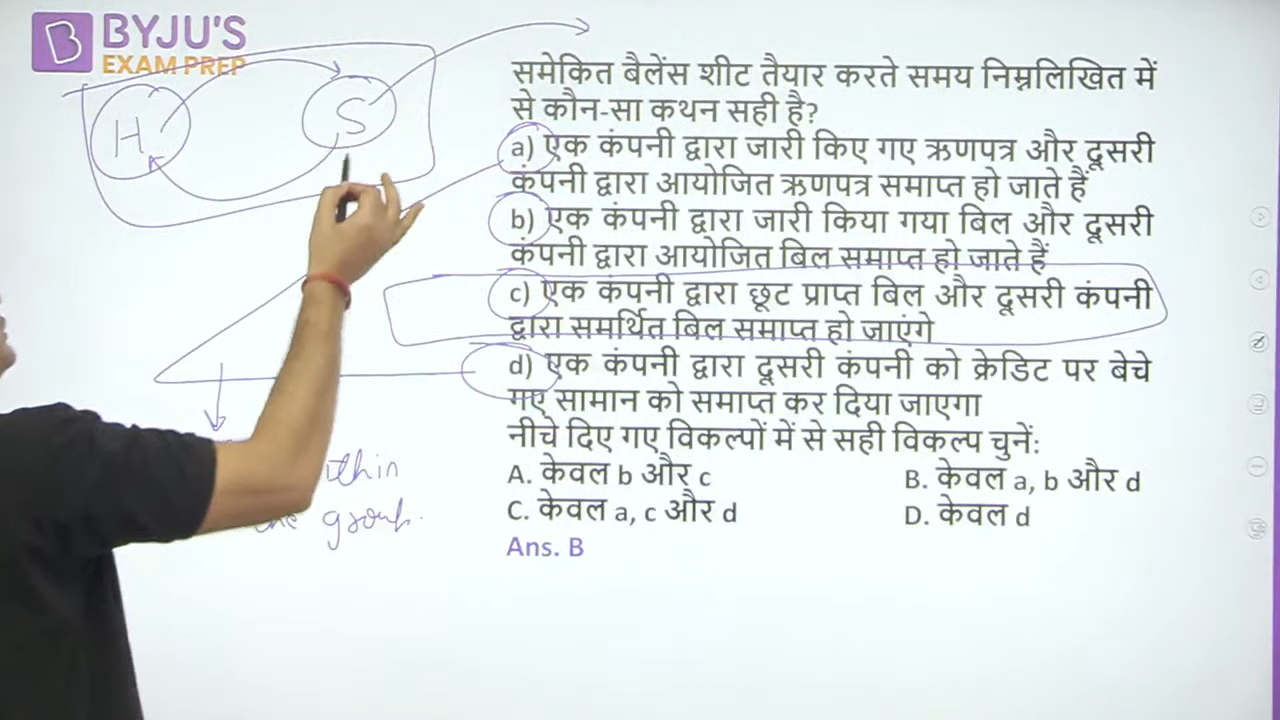 BYJU'S
EXAM PREP
H
S
समेकित बैलेंस शीट तैयार करते समय निम्नलिखित में
से कौन-सा कथन सही है?
a) एक कंपनी द्वारा जारी किए गए ऋणपत्र और दूसरी
कंपनी द्वारा आयोजित ऋणपत्र समाप्त हो जाते हैं
b) एक कंपनी द्वारा जारी किया गया बिल और दूसरी
कंपनी द्वारा आयोजित बिल समाप्त हो जाते हैं
c) एक कंपनी द्वारा छूट प्राप्त बिल और दूसरी कंपनी
द्वारा समर्थित बिल समाप्त हो जाएंगे
d) एक कंपनी द्वारा दूसरी कंपनी को क्रेडिट पर बेचे
गए सामान को समाप्त कर दिया जाएगा
नीचे दिए गए विकल्पों में से सही विकल्प चुनें:
A. केवल b और c
B. केवल a, b और d
C. केवल a, c और d
D. केवल d
Ans. B
group.